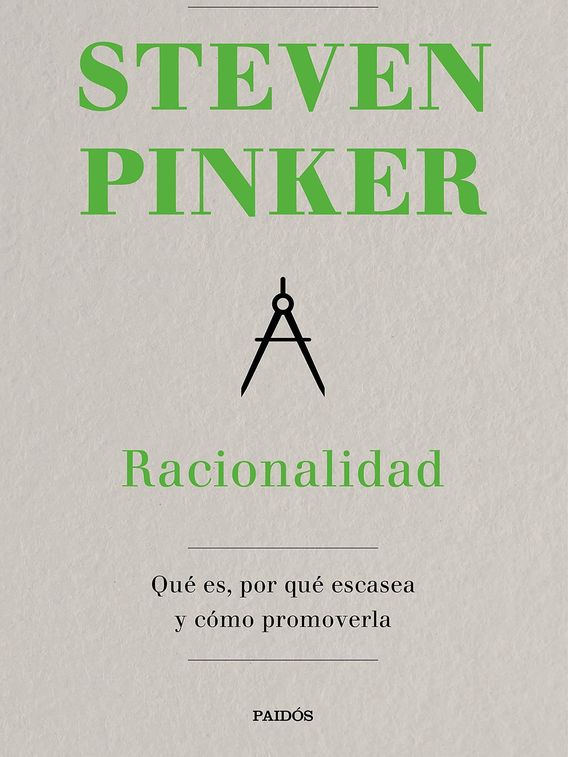 STEVEN
PINKER
Racionalidad
Qué es, por qué escasea
y cómo promoverla
PAIDÓS